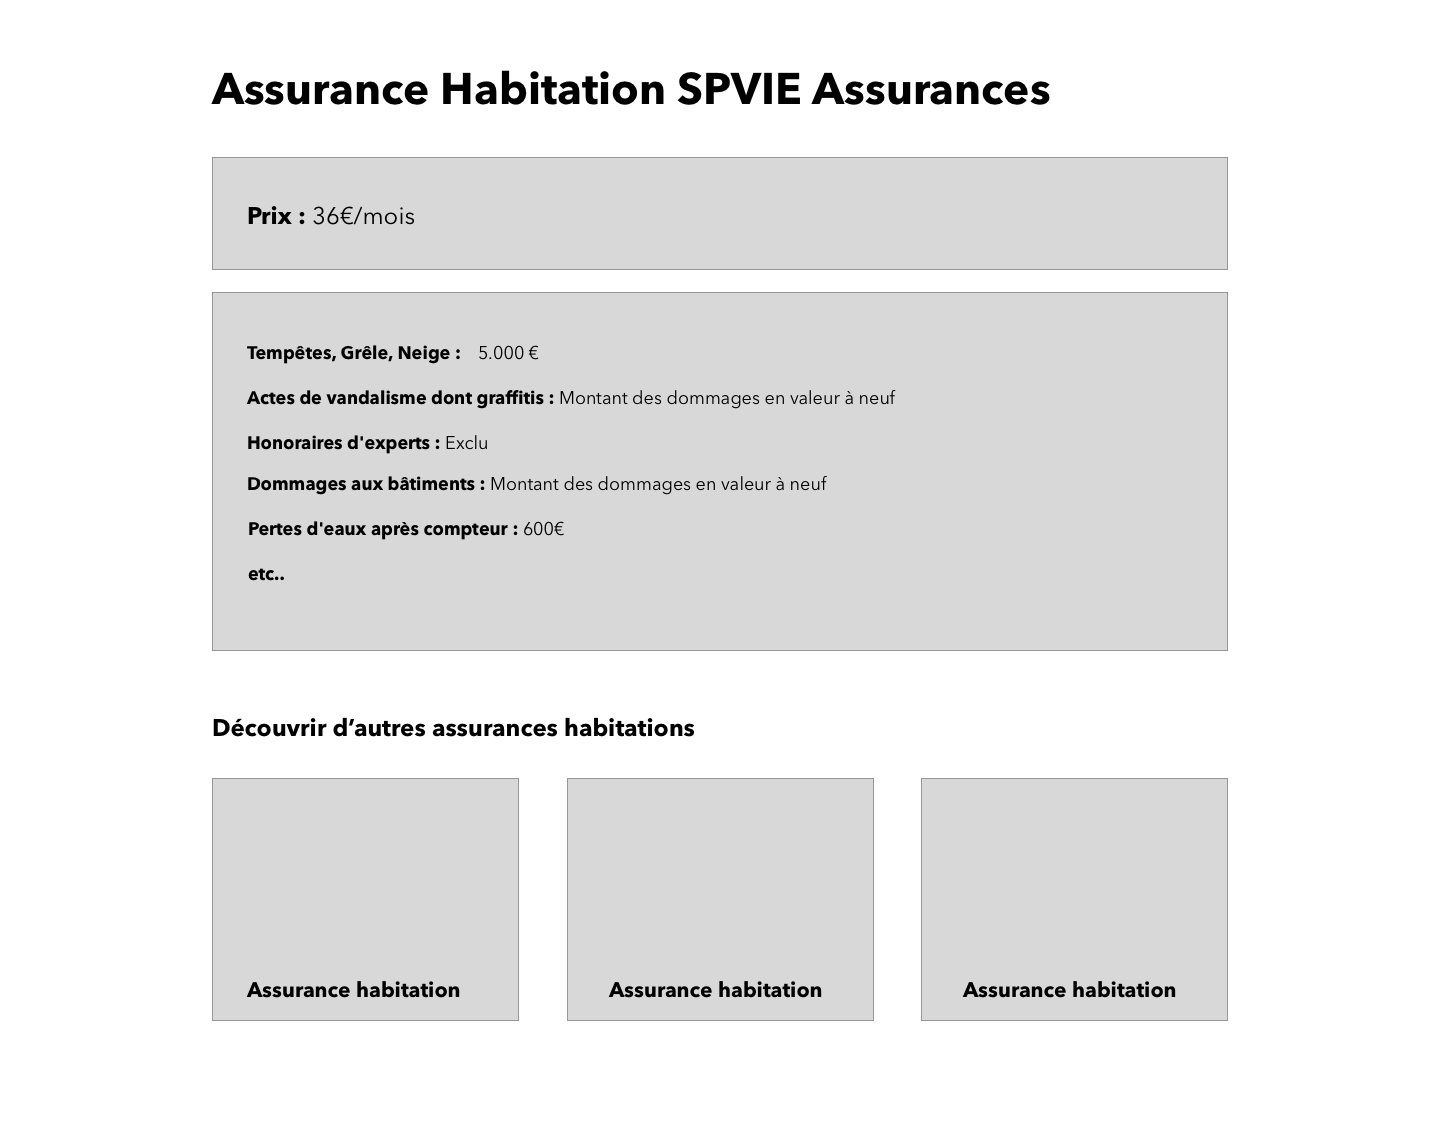 Assurance Habitation SPVIE Assurances
Prix : 36€/mois
Tempêtes, Grêle, Neige : 5.000 €
Actes de vandalisme dont graffitis : Montant des dommages en valeur à neuf
Honoraires d'experts : Exclu
Dommages aux bâtiments : Montant des dommages en valeur à neuf
Pertes d'eaux après compteur : 600€
etc..
Découvrir d’autres assurances habitations
Assurance habitation
Assurance habitation
Assurance habitation